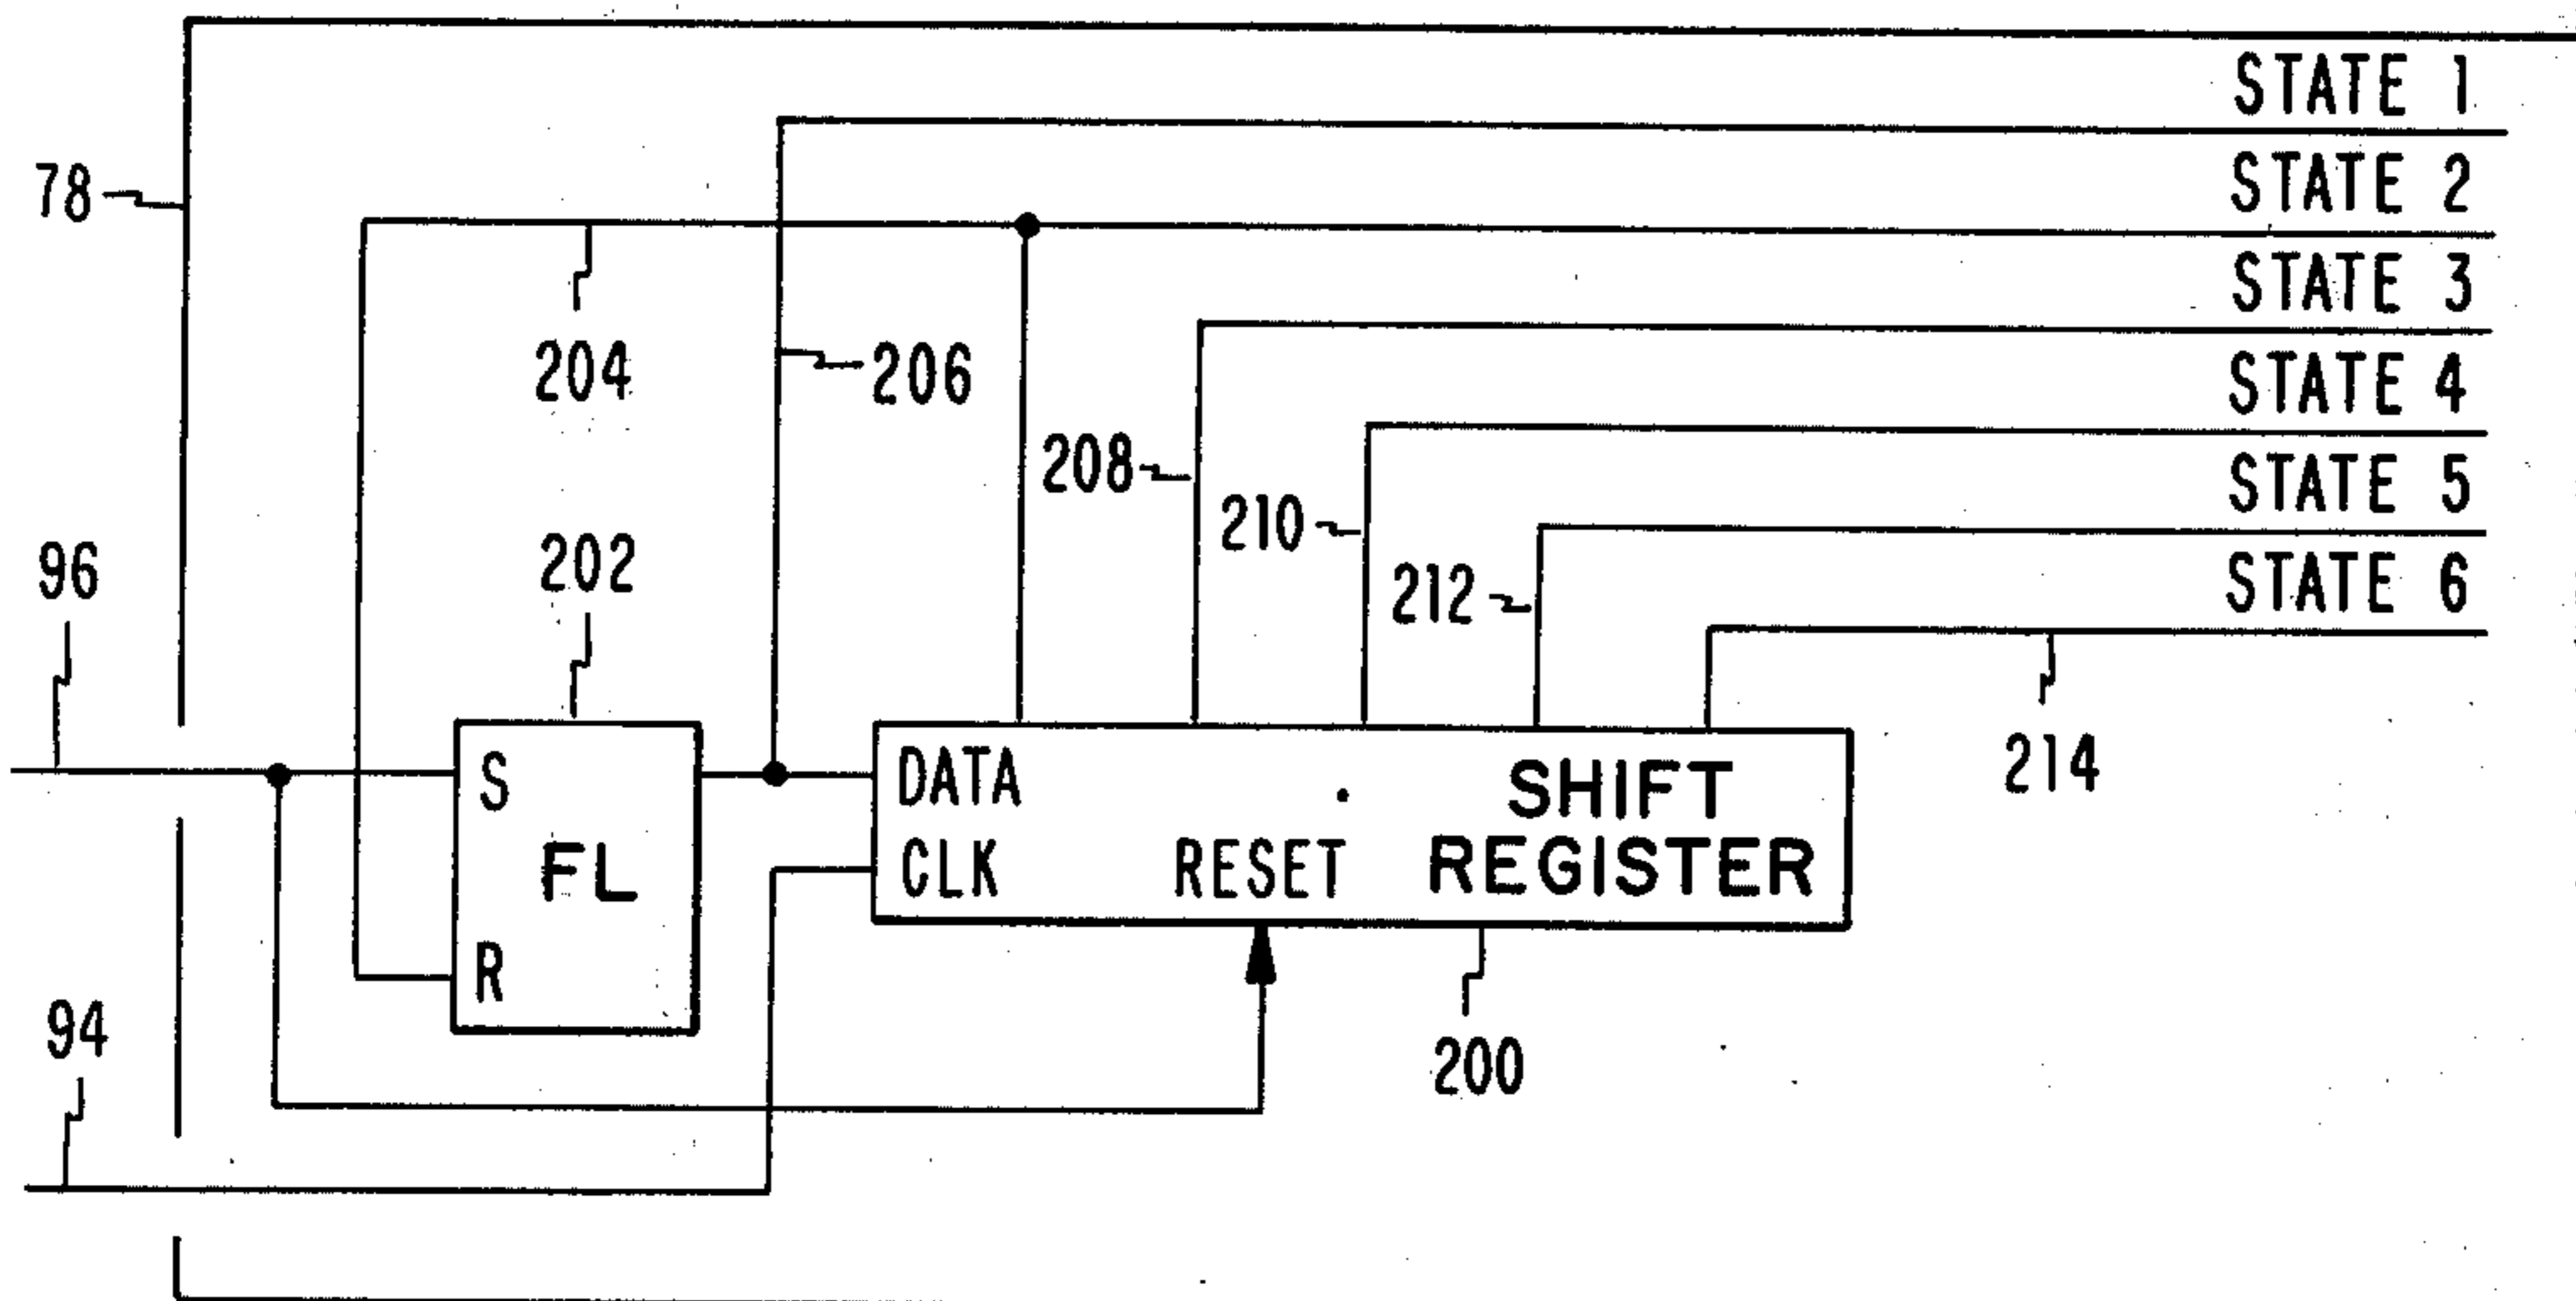 STATE 1
78
STATE 2
STATE 3
204
206
STATE 4
208
210
STATE 5
96
202
212
STATE 6
S
FL
R
DATA
CLK
RESET
SHIFT
REGISTER
214
94
200